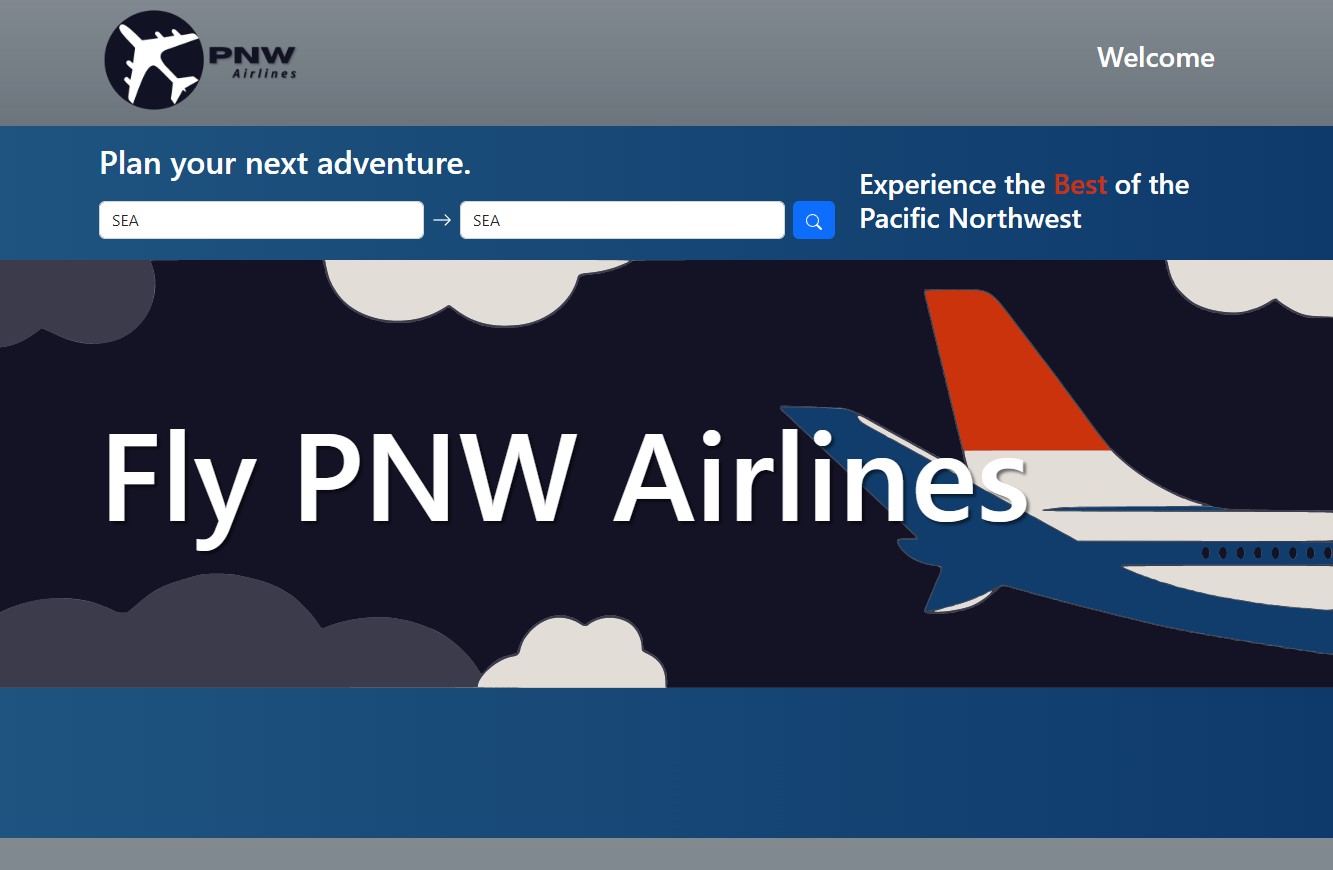 PNW
Airlines
Welcome
Plan your next adventure.
SEA → SEA
Experience the Best of the
Pacific Northwest
Fly PNW Airlines